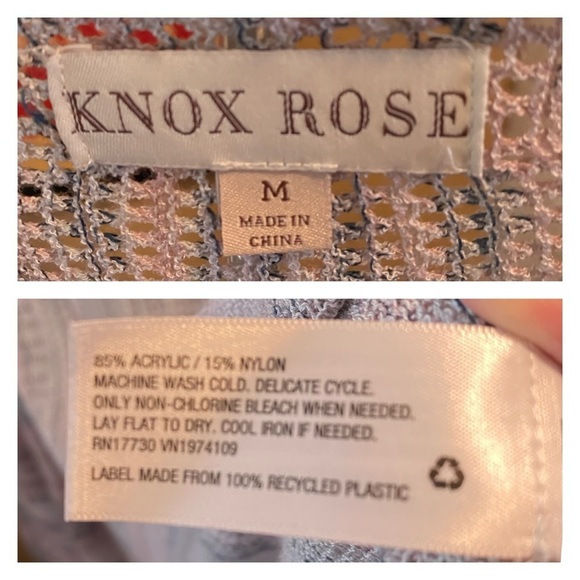 KNOX ROSE
M
MADE IN
CHINA
85% ACRYLIC / 15% NYLON
MACHINE WASH COLD. DELICATE CYCLE.
ONLY NON-CHLORINE BLEACH WHEN NEEDED.
LAY FLAT TO DRY. COOL IRON IF NEEDED.
RN17730 VN1974109
LABEL MADE FROM 100% RECYCLED PLASTIC